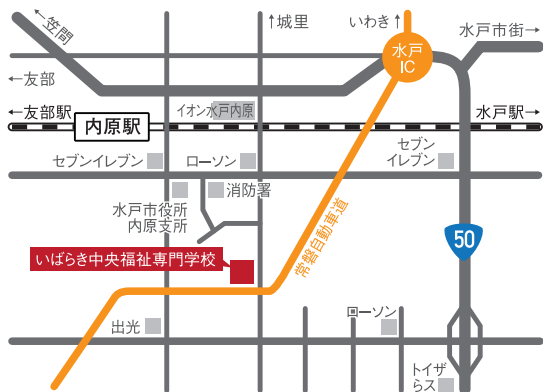 ←笠間
↑城里
いわき↑
水戸市街→
水戸
IC
←友部
←友部駅
内原駅
イオン水戸内原
水戸駅→
セブンイレブン
ローソン
セブン
イレブン
消防署
水戸市役所
内原支所
常磐自動車道
50
いばらき中央福祉専門学校
出光
ローソン
トイザ
らス